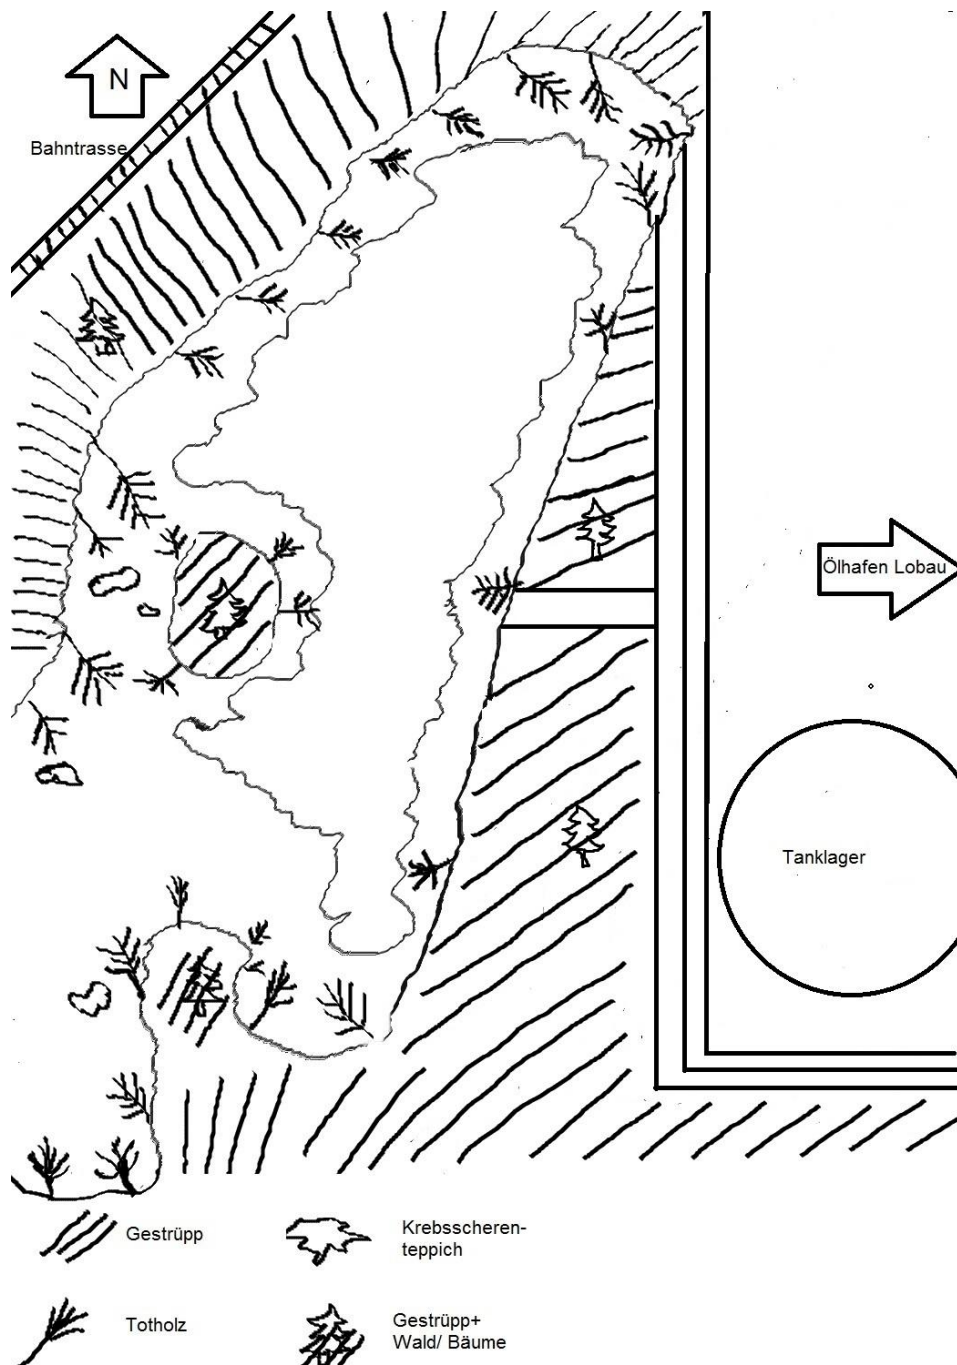 N
Bahntrasse
Ölhafen Lobau
Tanklager
Gestrüpp
Krebsscheren-
teppich
Totholz
Gestrüpp+
Wald/ Bäume